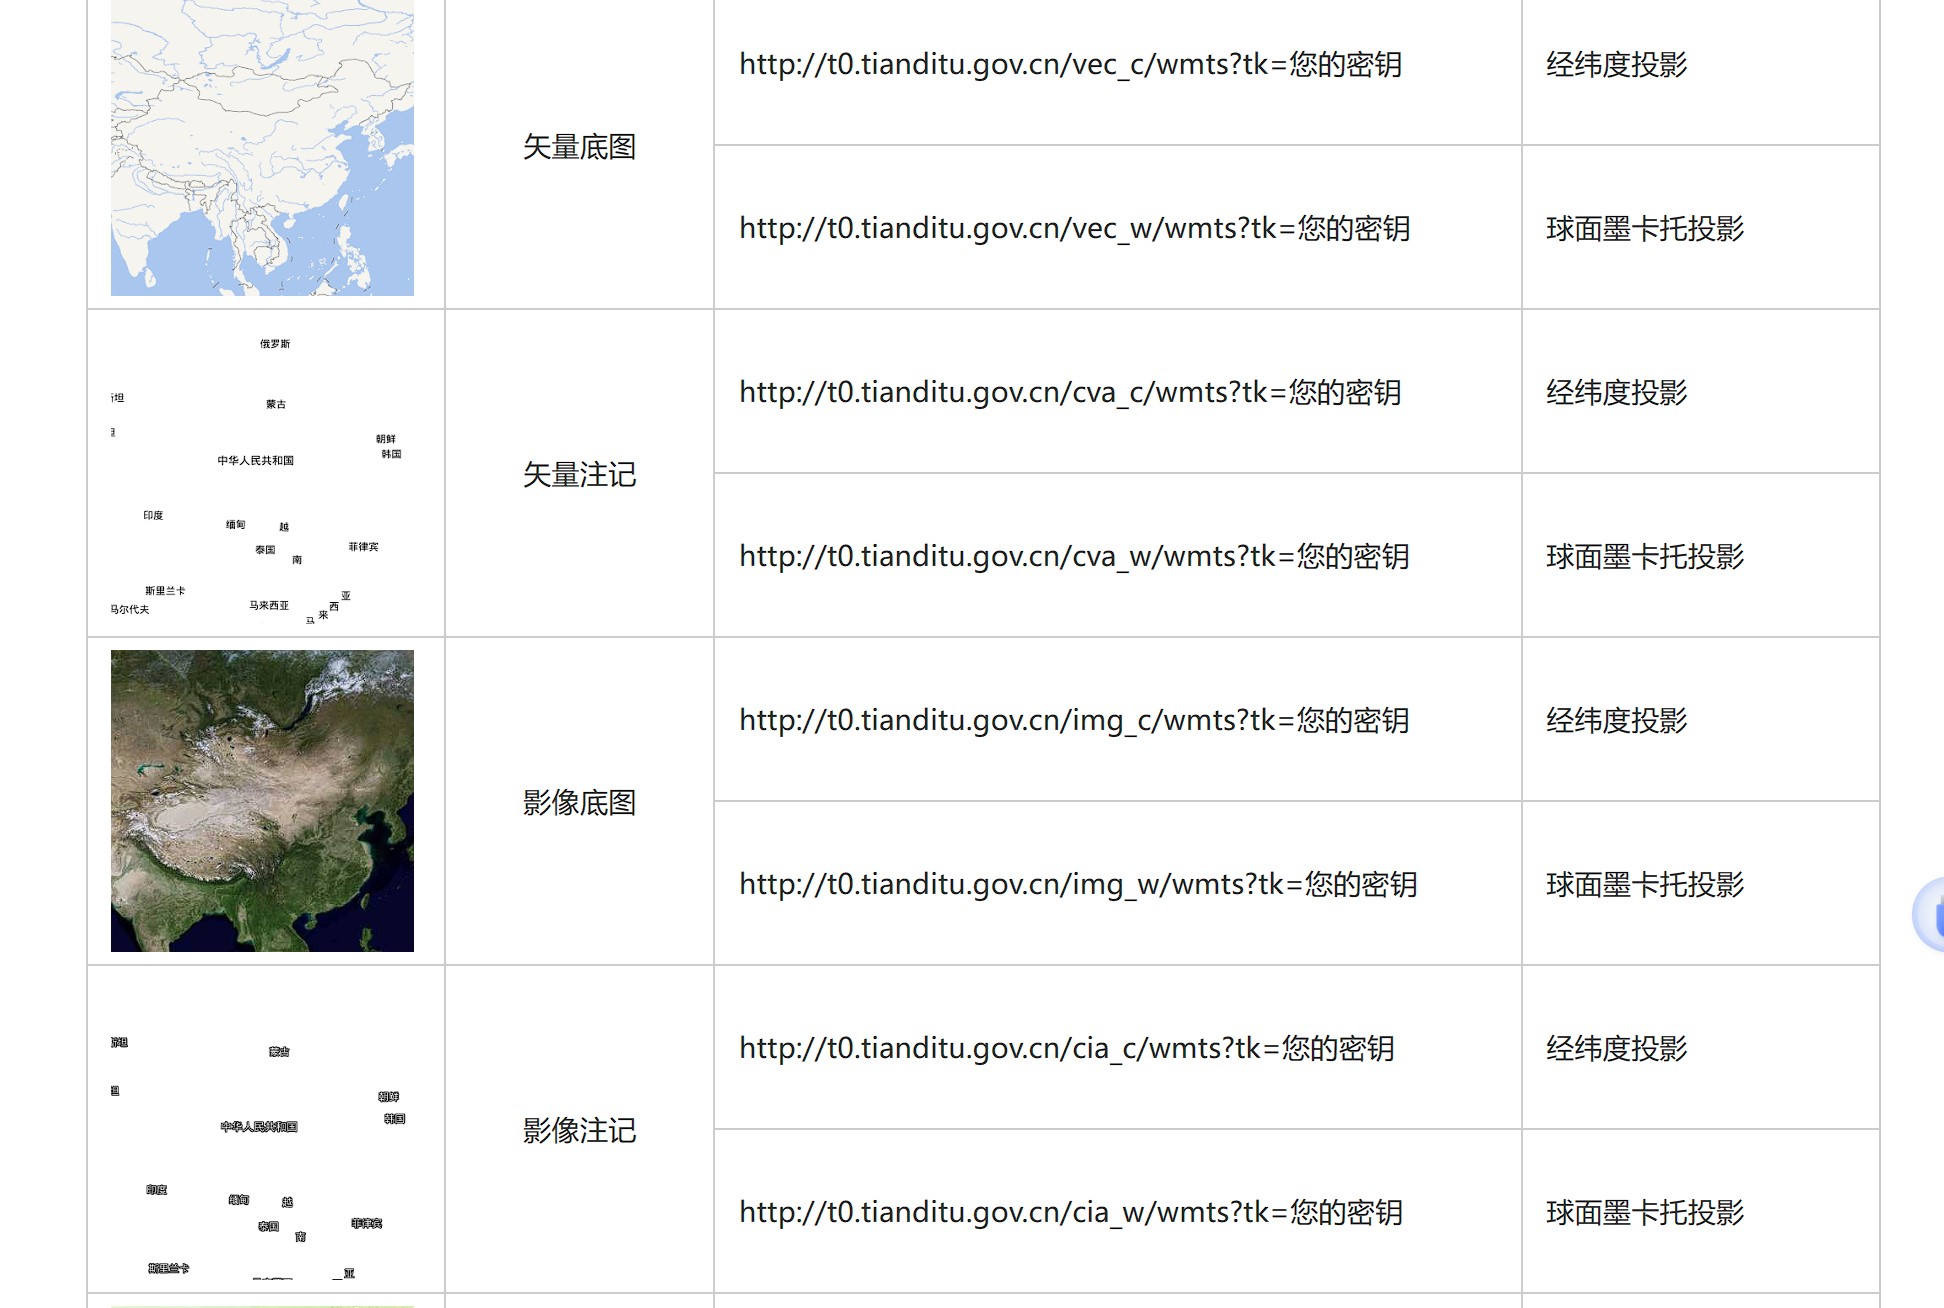 http://t0.tianditu.gov.cn/vec_c/wmts?tk=您的密钥
经纬度投影
矢量底图
http://t0.tianditu.gov.cn/vec_w/wmts?tk=您的密钥
球面墨卡托投影
俄罗斯
坦
蒙古
朝鲜
韩国
中华人民共和国
印度
缅甸
越
南
泰国
菲律宾
斯里兰卡
马尔代夫
马来西亚
马
来
西
亚
矢量注记
http://t0.tianditu.gov.cn/cva_c/wmts?tk=您的密钥
经纬度投影
http://t0.tianditu.gov.cn/cva_w/wmts?tk=您的密钥
球面墨卡托投影
影像底图
http://t0.tianditu.gov.cn/img_c/wmts?tk=您的密钥
经纬度投影
http://t0.tianditu.gov.cn/img_w/wmts?tk=您的密钥
球面墨卡托投影
坦
蒙古
朝鲜
韩国
中华人民共和国
印度
缅甸
越
泰国
南
菲律宾
斯里兰卡
亚
影像注记
http://t0.tianditu.gov.cn/cia_c/wmts?tk=您的密钥
经纬度投影
http://t0.tianditu.gov.cn/cia_w/wmts?tk=您的密钥
球面墨卡托投影